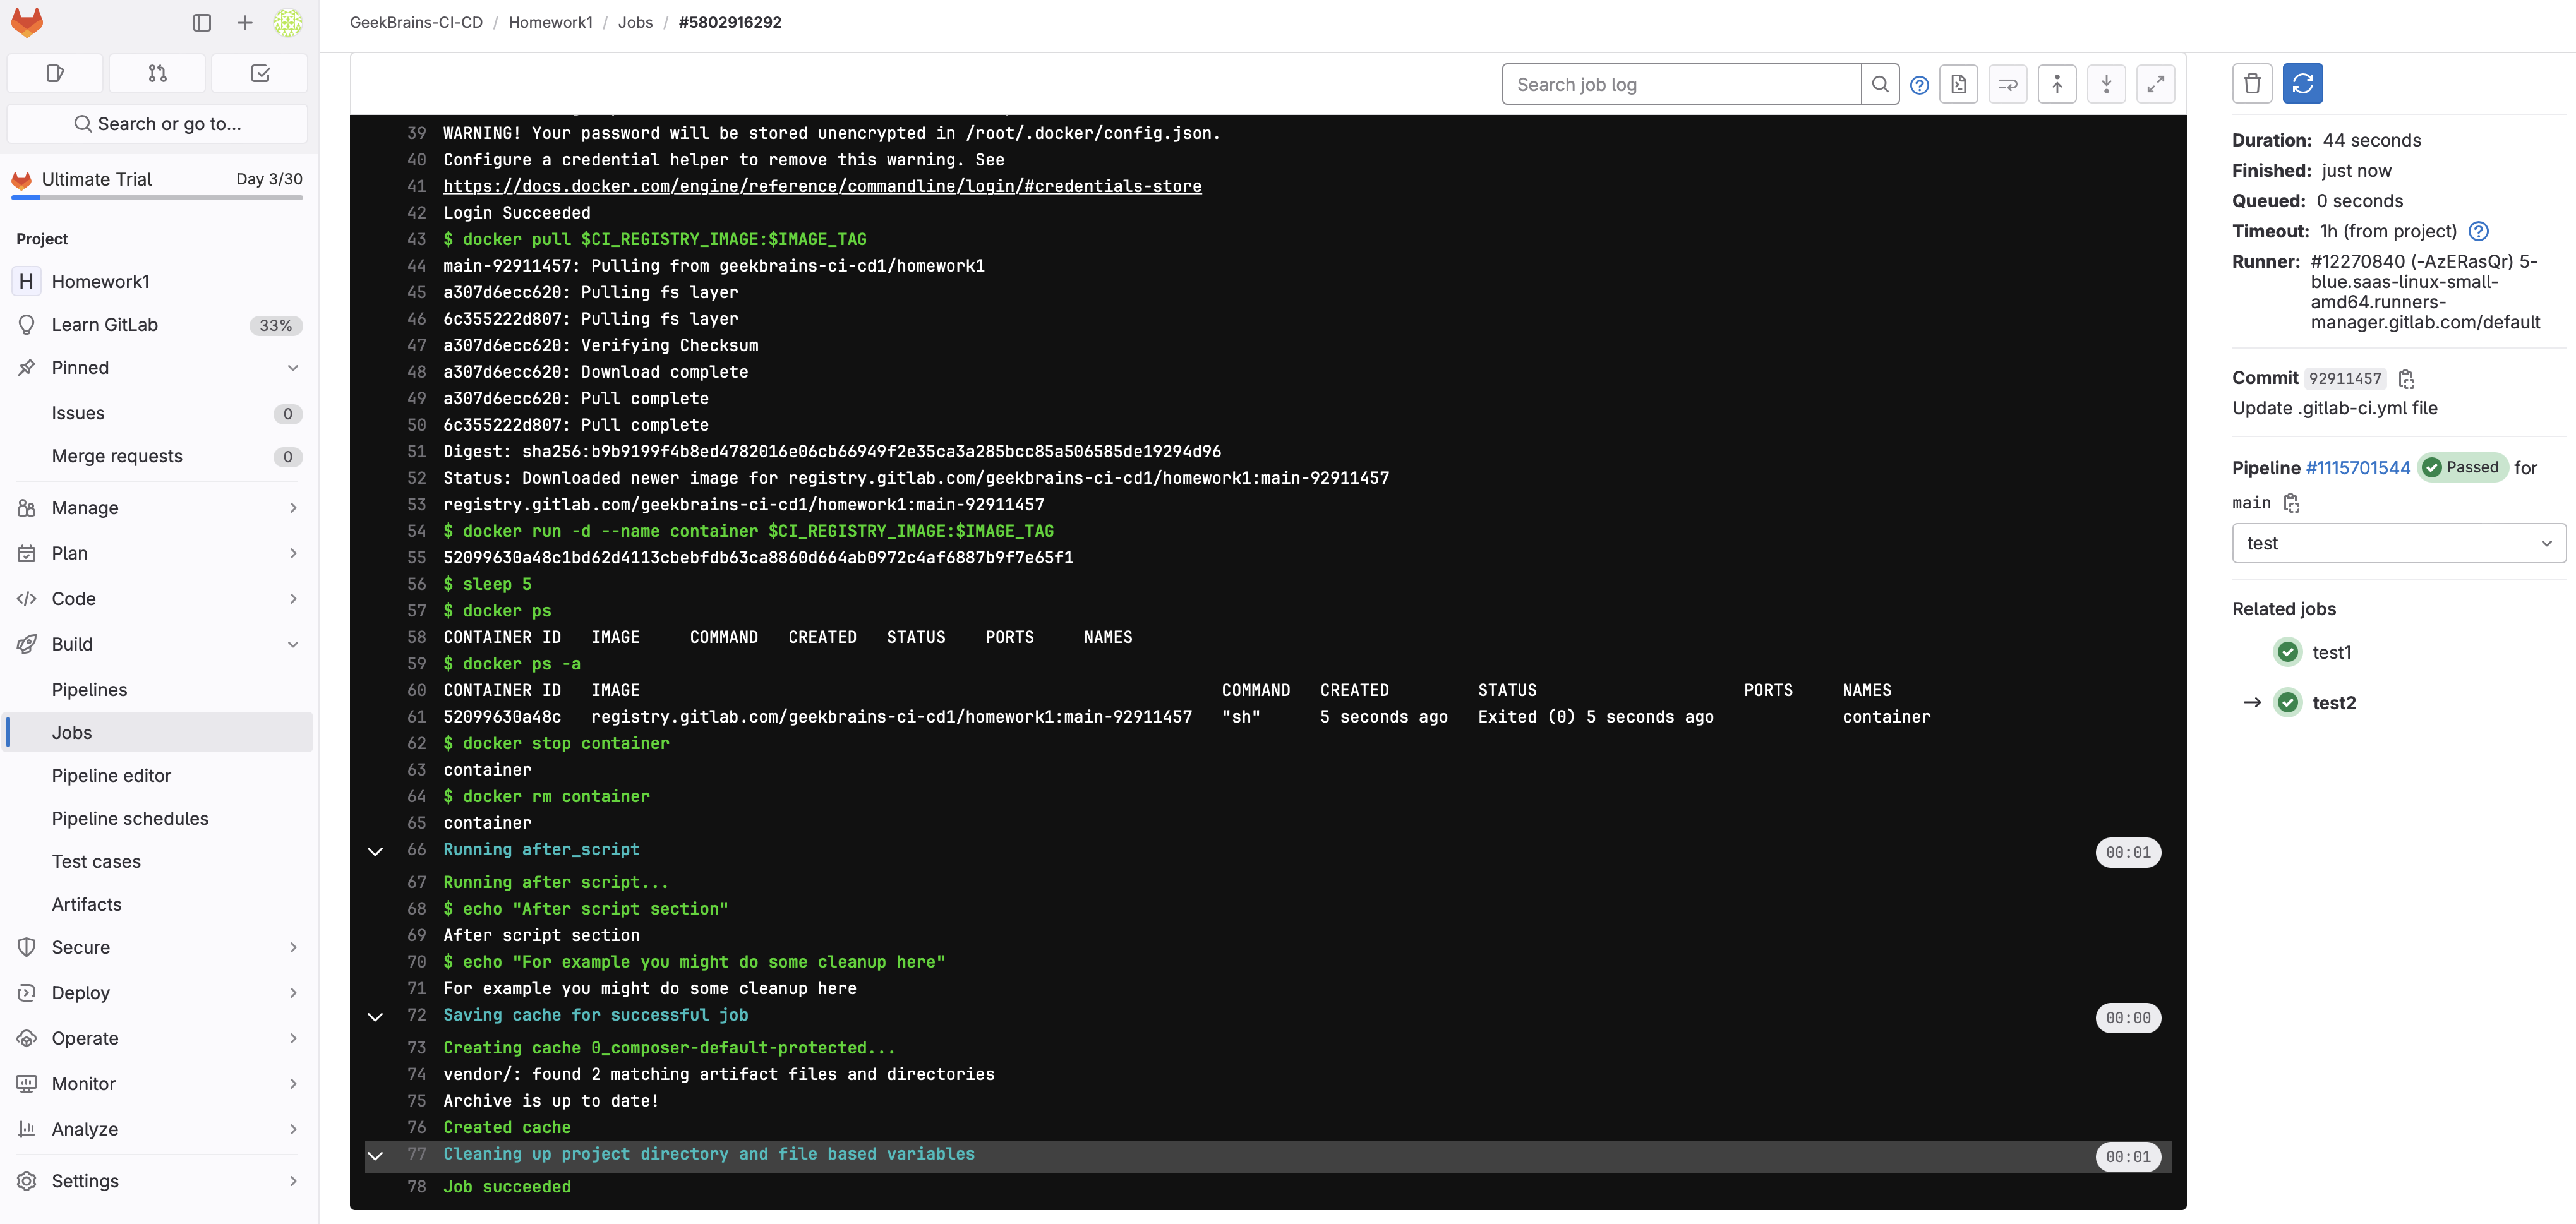 GeekBrains-CI-CD / Homework1 / Jobs / #5802916292
Search or go to...
Ultimate Trial Day 3/30
Project
H Homework1
Learn GitLab 33%
Pinned
Issues 0
Merge requests 0
Manage
Plan
Code
Build
Pipelines
Jobs
Pipeline editor
Pipeline schedules
Test cases
Artifacts
Secure
Deploy
Operate
Monitor
Analyze
Settings
Search job log
39 WARNING! Your password will be stored unencrypted in /root/.docker/config.json.
40 Configure a credential helper to remove this warning. See
41 https://docs.docker.com/engine/reference/commandline/login/#credentials-store
42 Login Succeeded
43 $ docker pull $CI_REGISTRY_IMAGE:$IMAGE_TAG
44 main-92911457: Pulling from geekbrains-ci-cd1/homework1
45 a307d6ecc620: Pulling fs layer
46 6c355222d807: Pulling fs layer
47 a307d6ecc620: Verifying Checksum
48 a307d6ecc620: Download complete
49 a307d6ecc620: Pull complete
50 6c355222d807: Pull complete
51 Digest: sha256:b9b9199f4b8ed4782016e06cb66949f2e35ca3a285bcc85a506585de19294d96
52 Status: Downloaded newer image for registry.gitlab.com/geekbrains-ci-cd1/homework1:main-92911457
53 registry.gitlab.com/geekbrains-ci-cd1/homework1:main-92911457
54 $ docker run -d --name container $CI_REGISTRY_IMAGE:$IMAGE_TAG
55 52099630a48c1bd62d4113cbebfdb63ca8860d664ab0972c4af6887b9f7e65f1
56 $ sleep 5
57 $ docker ps
58 CONTAINER ID IMAGE COMMAND CREATED STATUS PORTS NAMES
59 $ docker ps -a
60 CONTAINER ID IMAGE COMMAND CREATED STATUS PORTS NAMES
61 52099630a48c registry.gitlab.com/geekbrains-ci-cd1/homework1:main-92911457 "sh" 5 seconds ago Exited (0) 5 seconds ago container
62 $ docker stop container
63 container
64 $ docker rm container
65 container
66 Running after_script 00:01
67 Running after script...
68 $ echo "After script section"
69 After script section
70 $ echo "For example you might do some cleanup here"
71 For example you might do some cleanup here
72 Saving cache for successful job 00:00
73 Creating cache 0_composer-default-protected...
74 vendor/: found 2 matching artifact files and directories
75 Archive is up to date!
76 Created cache
77 Cleaning up project directory and file based variables 00:01
78 Job succeeded
Duration: 44 seconds
Finished: just now
Queued: 0 seconds
Timeout: 1h (from project)
Runner: #12270840 (-AzERasQr) 5-
blue.saas-linux-small-
amd64.runners-
manager.gitlab.com/default
Commit 92911457
Update .gitlab-ci.yml file
Pipeline #1115701544 Passed for
main
test
Related jobs
test1
→ test2